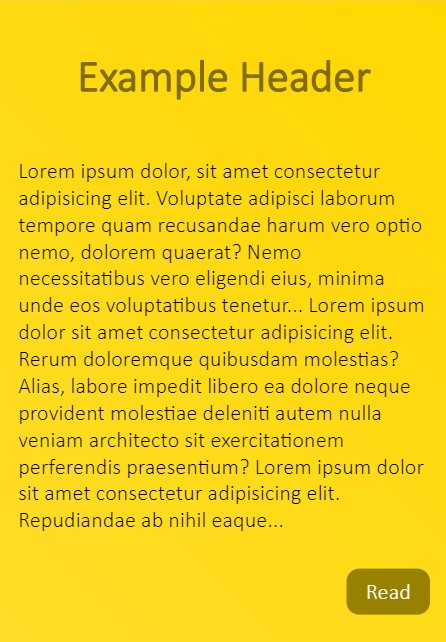 Example Header
Lorem ipsum dolor, sit amet consectetur
adipisicing elit. Voluptate adipisci laborum
tempore quam recusandae harum vero optio
nemo, dolorem quaerat? Nemo
necessitatibus vero eligendi eius, minima
unde eos voluptatibus tenetur... Lorem ipsum
dolor sit amet consectetur adipisicing elit.
Rerum doloremque quibusdam molestias?
Alias, labore impedit libero ea dolore neque
provident molestiae deleniti autem nulla
veniam architecto sit exercitationem
perferendis praesentium? Lorem ipsum dolor
sit amet consectetur adipisicing elit.
Repudiandae ab nihil eaque...
Read